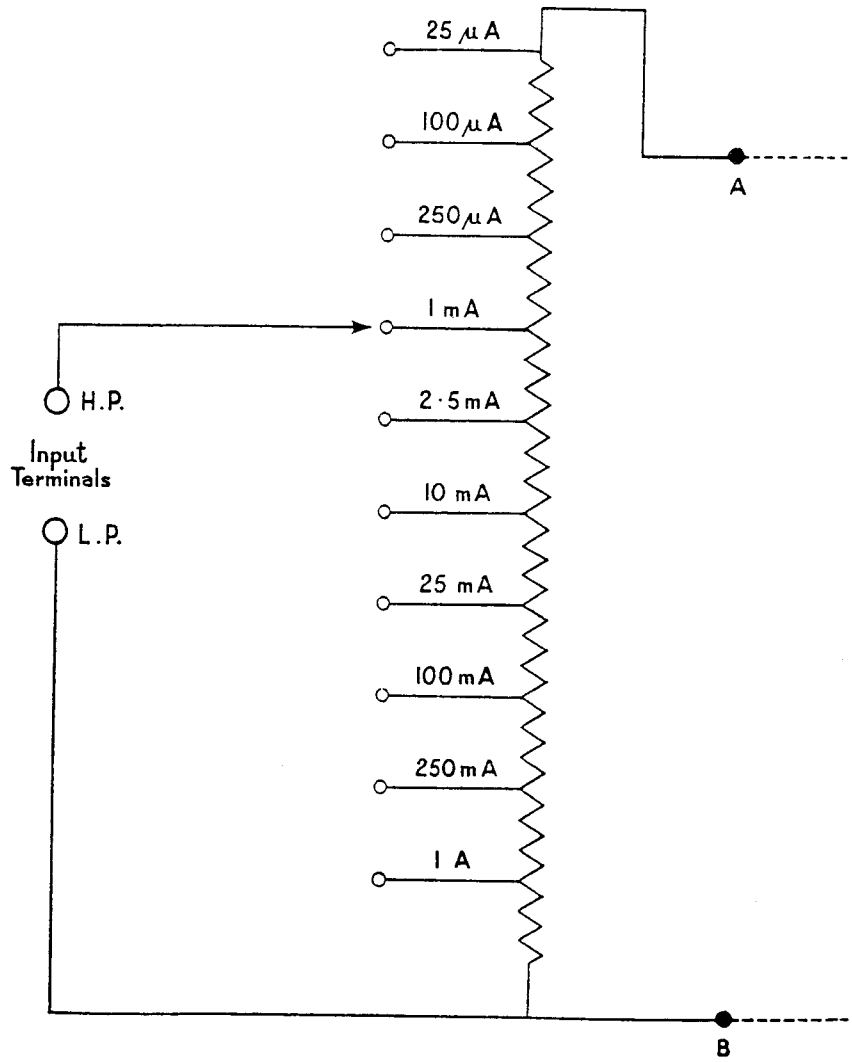 25 μA
100 μA
A
250 μA
1 mA
H.P.
2·5 mA
Input
Terminals
10 mA
L.P.
25 mA
100 mA
250 mA
1 A
B